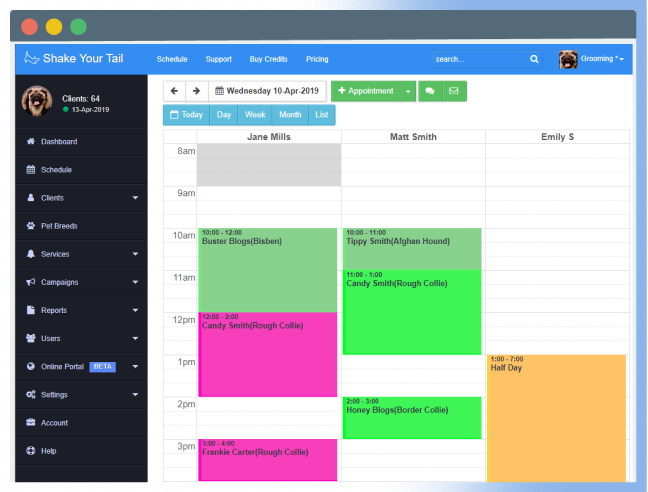 Shake Your Tail
Schedule
Support
Buy Credits
Pricing
search...
Grooming *
Clients: 64
13-Apr-2019
Dashboard
Schedule
Clients
Pet Breeds
Services
Campaigns
Reports
Users
Online Portal BETA
Settings
Account
Help
Wednesday 10-Apr-2019
+ Appointment
Today
Day
Week
Month
List
Jane Mills
Matt Smith
Emily S
8am
9am
10am
10:00 - 12:00
Buster Blogs(Bisben)
10:00 - 11:00
Tippy Smith(Afghan Hound)
11am
11:00 - 1:00
Candy Smith(Rough Collie)
12pm
12:00 - 2:00
Candy Smith(Rough Collie)
1pm
1:00 - 7:00
Half Day
2pm
2:00 - 3:00
Honey Blogs(Border Collie)
3pm
3:00 - 4:00
Frankie Carter(Rough Collie)